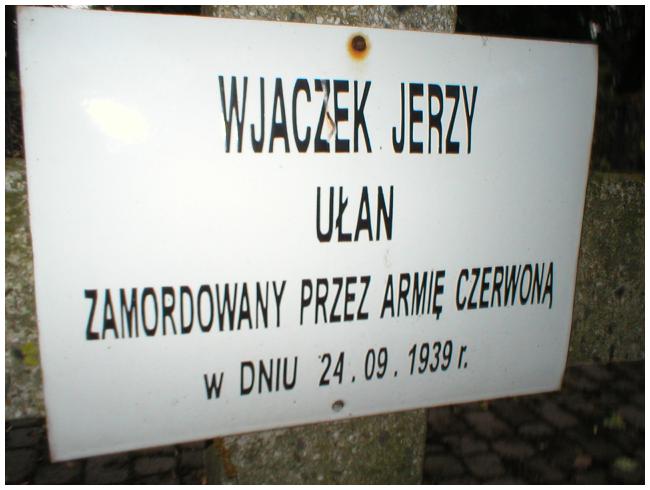 WJACZEK JERZY
UŁAN
ZAMORDOWANY PRZEZ ARMIĘ CZERWONĄ
w DNIU 24.09.1939 r.